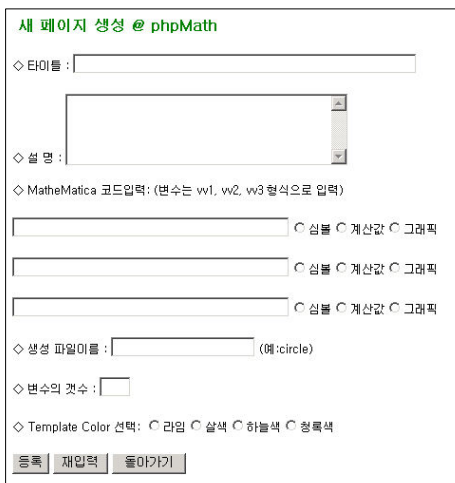 새 페이지 생성 @ phpMath
◇ 타이틀 :
◇ 설 명 :
◇ MatheMatica 코드입력: (변수는 vv1, vv2, vv3 형식으로 입력)
심볼 계산값 그래픽
심볼 계산값 그래픽
심볼 계산값 그래픽
◇ 생성 파일이름 : (예:circle)
◇ 변수의 갯수 :
◇ Template Color 선택: 라임 살색 하늘색 청록색
등록 재입력 돌아가기